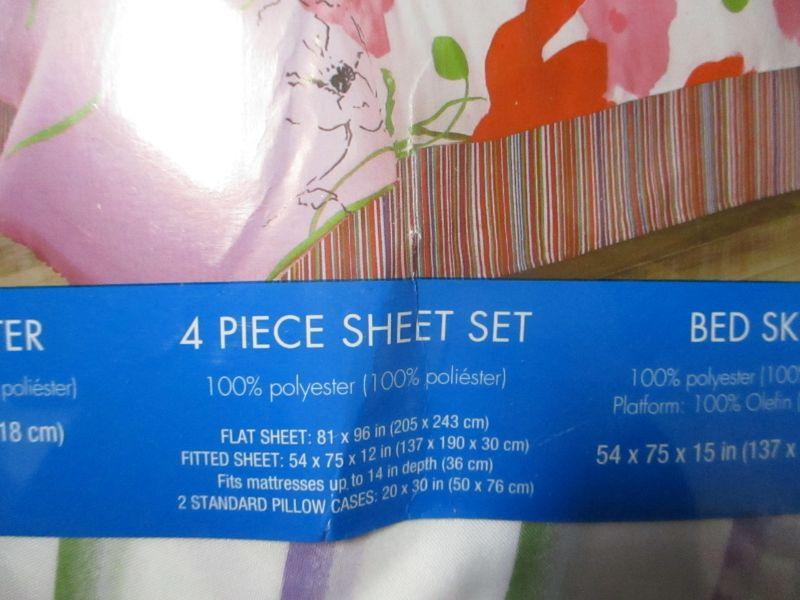 TER
poliéster)
18 cm)
4 PIECE SHEET SET
100% polyester (100% poliéster)
FLAT SHEET: 81 x 96 in (205 x 243 cm)
FITTED SHEET: 54 x 75 x 12 in (137 x 190 x 30 cm)
Fits mattresses up to 14 in depth (36 cm)
2 STANDARD PILLOW CASES: 20 x 30 in (50 x 76 cm)
BED SK
100% polyester (100%
Platform: 100% Olefin
54 x 75 x 15 in (137 x